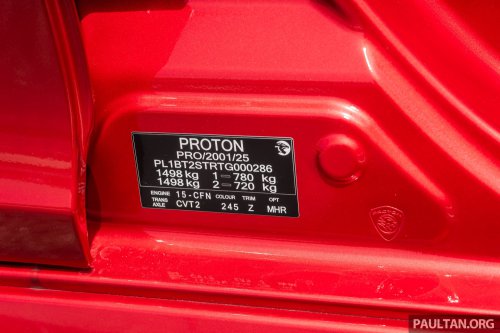 PROTON
PRO/2001/25
PL1BT2STRTG000286
1498 kg 1 — 780 kg
1498 kg 2 — 720 kg
ENGINE 15-CFN COLOUR TRIM OPT
TRANS AXLE CVT2 245 Z MHR
PROTON
PAULTAN.ORG